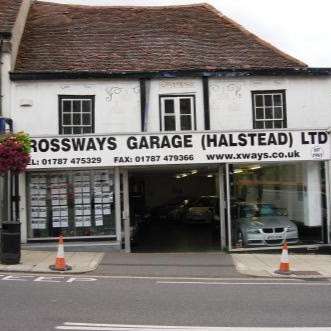 ROSSWAYS GARAGE (HALSTEAD) LTD
TEL: 01787 475329 FAX: 01787 479366 www.xways.co.uk